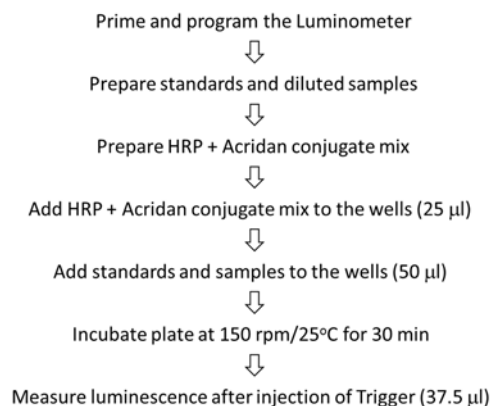 Prime and program the Luminometer
Prepare standards and diluted samples
Prepare HRP + Acridan conjugate mix
Add HRP + Acridan conjugate mix to the wells (25 µl)
Add standards and samples to the wells (50 µl)
Incubate plate at 150 rpm/25°C for 30 min
Measure luminescence after injection of Trigger (37.5 µl)